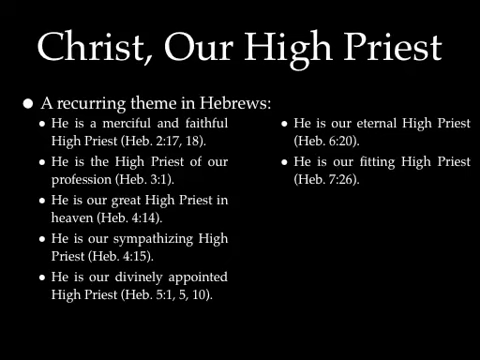 Christ, Our High Priest
● A recurring theme in Hebrews:
● He is a merciful and faithful
High Priest (Heb. 2:17, 18).
● He is the High Priest of our
profession (Heb. 3:1).
● He is our great High Priest in
heaven (Heb. 4:14).
● He is our sympathizing High
Priest (Heb. 4:15).
● He is our divinely appointed
High Priest (Heb. 5:1, 5, 10).
● He is our eternal High Priest
(Heb. 6:20).
● He is our fitting High Priest
(Heb. 7:26).